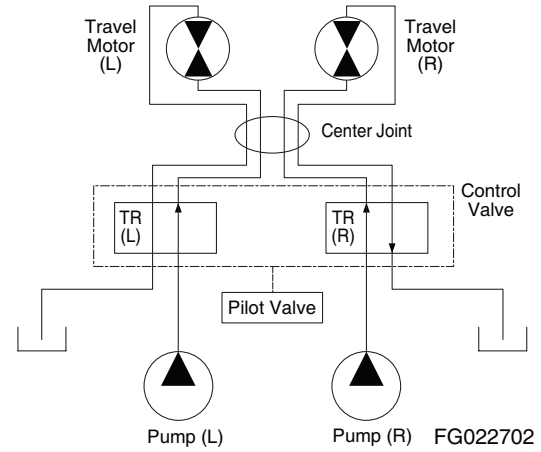 Travel
Motor
(L)
Travel
Motor
(R)
Center Joint
Control
Valve
TR
(L)
TR
(R)
Pilot Valve
Pump (L)
Pump (R)
FG022702